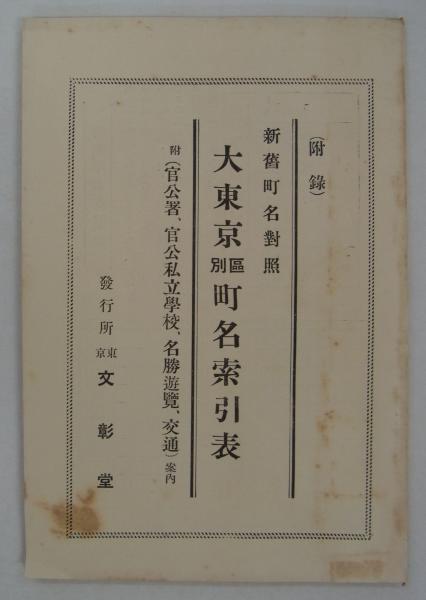 (附錄)
新舊町名對照
大東京區別町名索引表
附(官公署、官公私立學校、名勝遊覽、交通)案內
發行所 東京 文彰堂